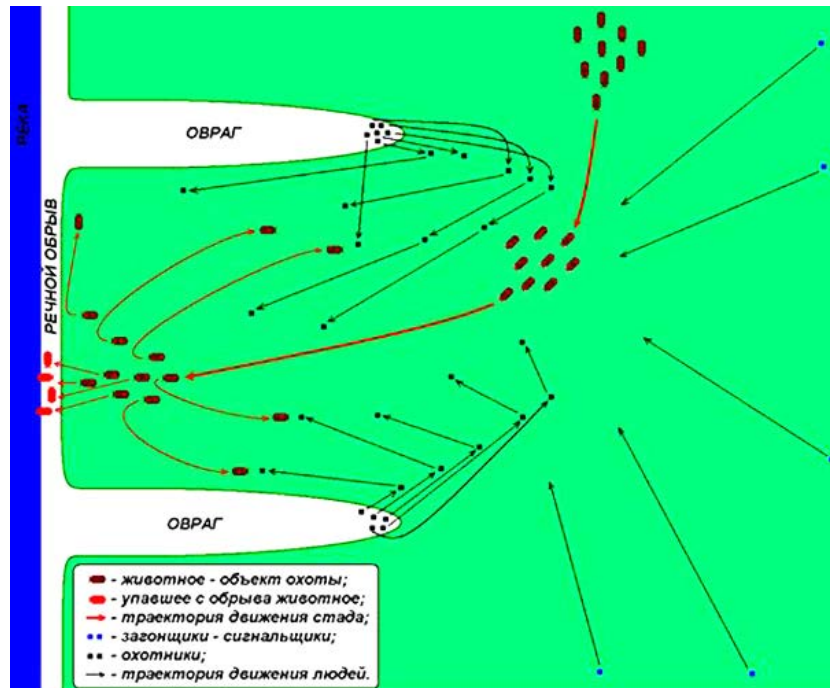 ОВРАГ
РЕКА
РЕЧНОЙ ОБРЫВ
ОВРАГ
- животное - объект охоты;
- упавшее с обрыва животное;
- траектория движения стада;
- загонщики - сигнальщики;
- охотники;
- траектория движения людей.